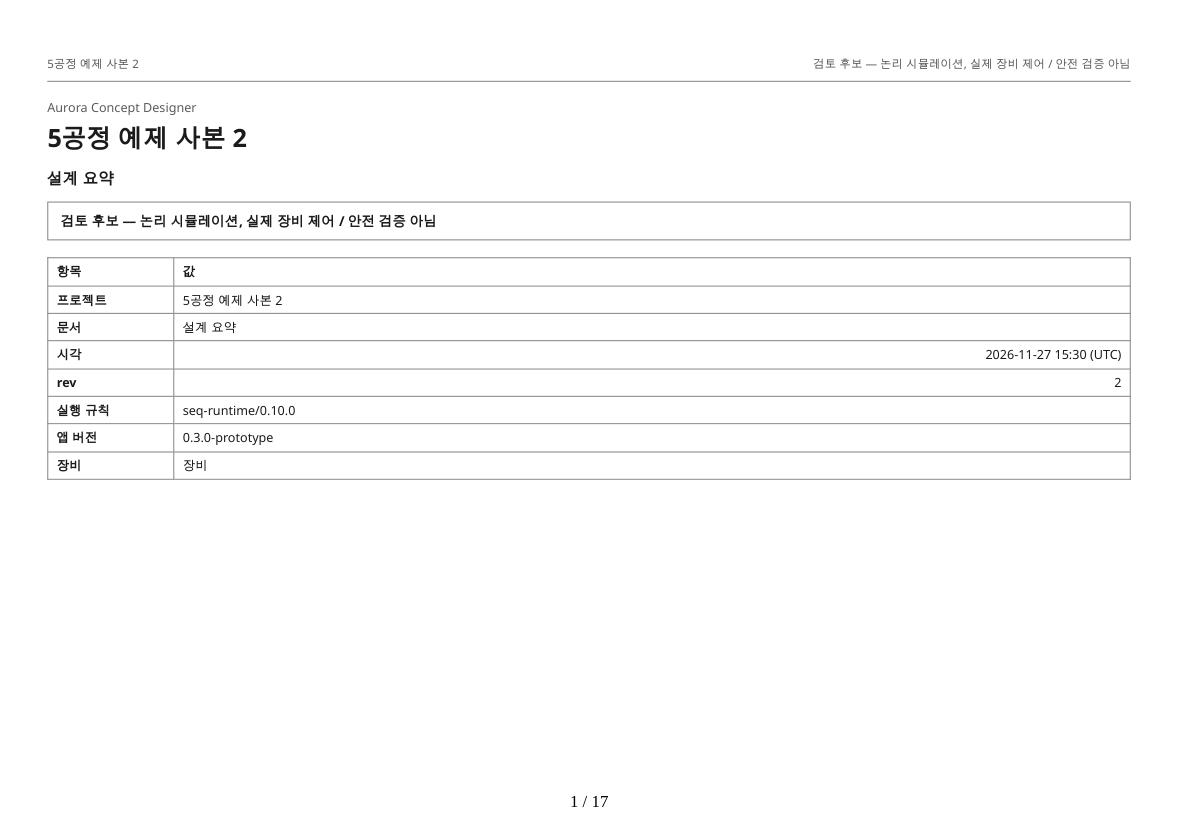 5공정 예제 사본 2 검토 후보 — 논리 시뮬레이션, 실제 장비 제어 / 안전 검증 아님
Aurora Concept Designer
5공정 예제 사본 2
설계 요약
검토 후보 — 논리 시뮬레이션, 실제 장비 제어 / 안전 검증 아님
항목 값
프로젝트 5공정 예제 사본 2
문서 설계 요약
시각 2026-11-27 15:30 (UTC)
rev 2
실행 규칙 seq-runtime/0.10.0
앱 버전 0.3.0-prototype
장비 장비
1 / 17